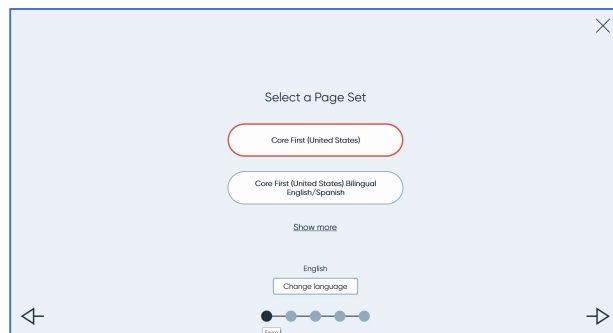 Select a Page Set
Core First (United States)
Core First (United States) Bilingual
English/Spanish
Show more
English
Change language